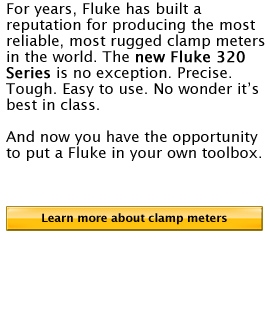 For years, Fluke has built a
reputation for producing the most
reliable, most rugged clamp meters
in the world. The new Fluke 320
Series is no exception. Precise.
Tough. Easy to use. No wonder it’s
best in class.
And now you have the opportunity
to put a Fluke in your own toolbox.
Learn more about clamp meters